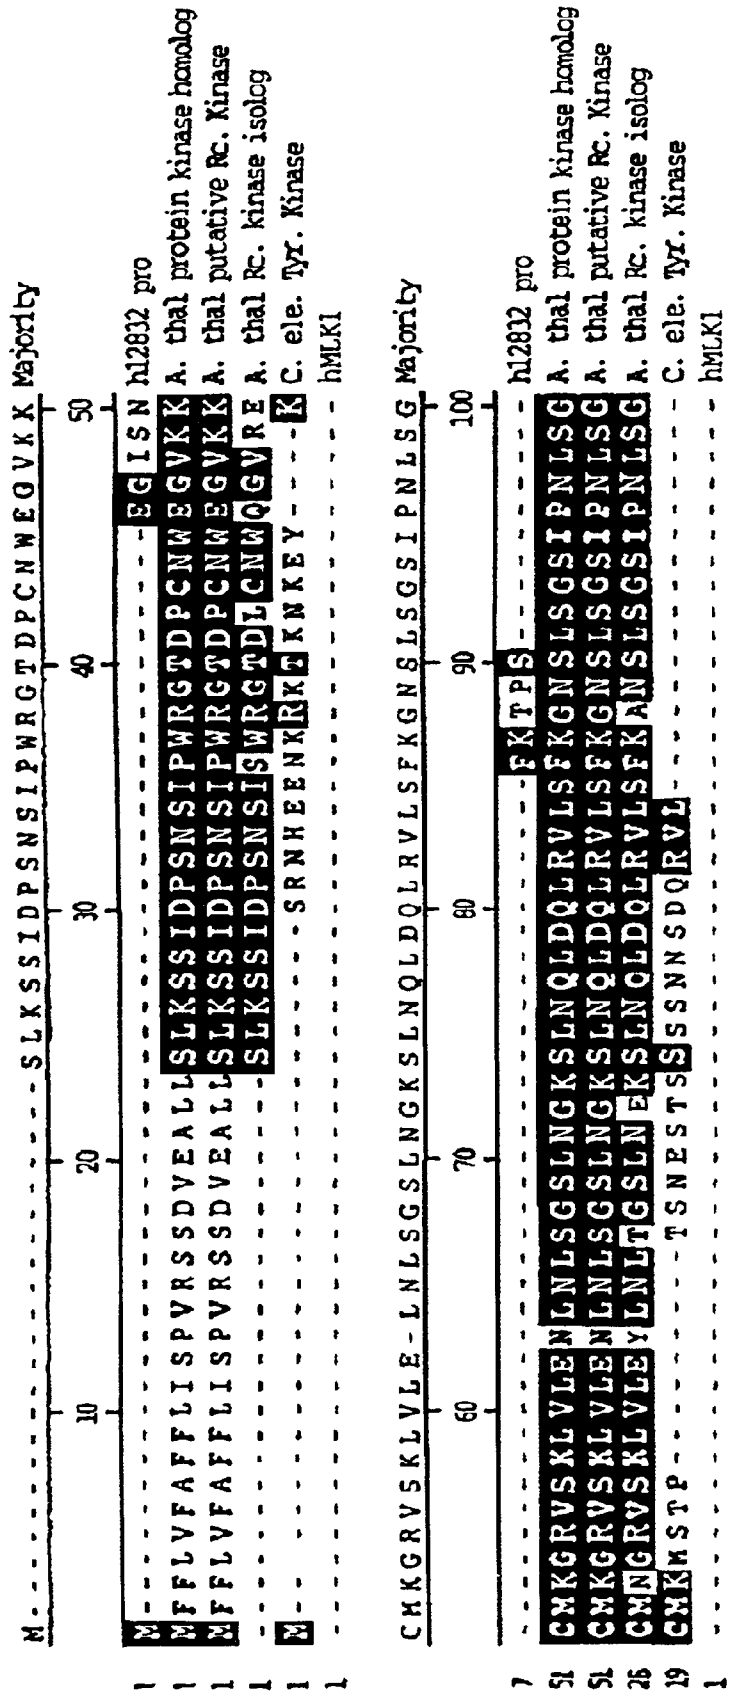 M----------------------SLKSSIDPSNSIPWRGTDPCNWEGVKK Majority
10 20 30 40 50
1 M--------------------------------------------EGISN h12832 pro
1 MFFLVFAFFLISPVRSSDVEALLSLKSSIDPSNSIPWRGTDPCNWEGVKK A. thal protein kinase homolog
1 MFFLVFAFFLISPVRSSDVEALLSLKSSIDPSNSIPWRGTDPCNWEGVKK A. thal putative Rc. Kinase
1 -----------------------SLKSSIDPSNSISWRGTDLCNWQGVRE A. thal Rc. kinase isolog
1 M----------------------------SRNHEENKRKTKNKEY----K C. ele. Tyr. Kinase
1 -------------------------------------------------- hMLK1
CMKGRVSKLVLE-LNLSGSLNGKSLNQLDQLRVLSFKGNSLSGSIPNLSG Majority
60 70 80 90 100
7 -----------------------------------FKTPS---------- h12832 pro
51 CMKGRVSKLVLENLNLSGSLNGKSLNQLDQLRVLSFKGNSLSGSIPNLSG A. thal protein kinase homolog
51 CMKGRVSKLVLENLNLSGSLNGKSLNQLDQLRVLSFKGNSLSGSIPNLSG A. thal putative Rc. Kinase
26 CMNGRVSKLVLEYLNLTGSLNEKSLNQLDQLRVLSFKANSLSGSIPNLSG A. thal Rc. kinase isolog
19 CMKMSTP---------TSNESTSSSSNNSDQRVL---------------- C. ele. Tyr. Kinase
1 -------------------------------------------------- hMLK1